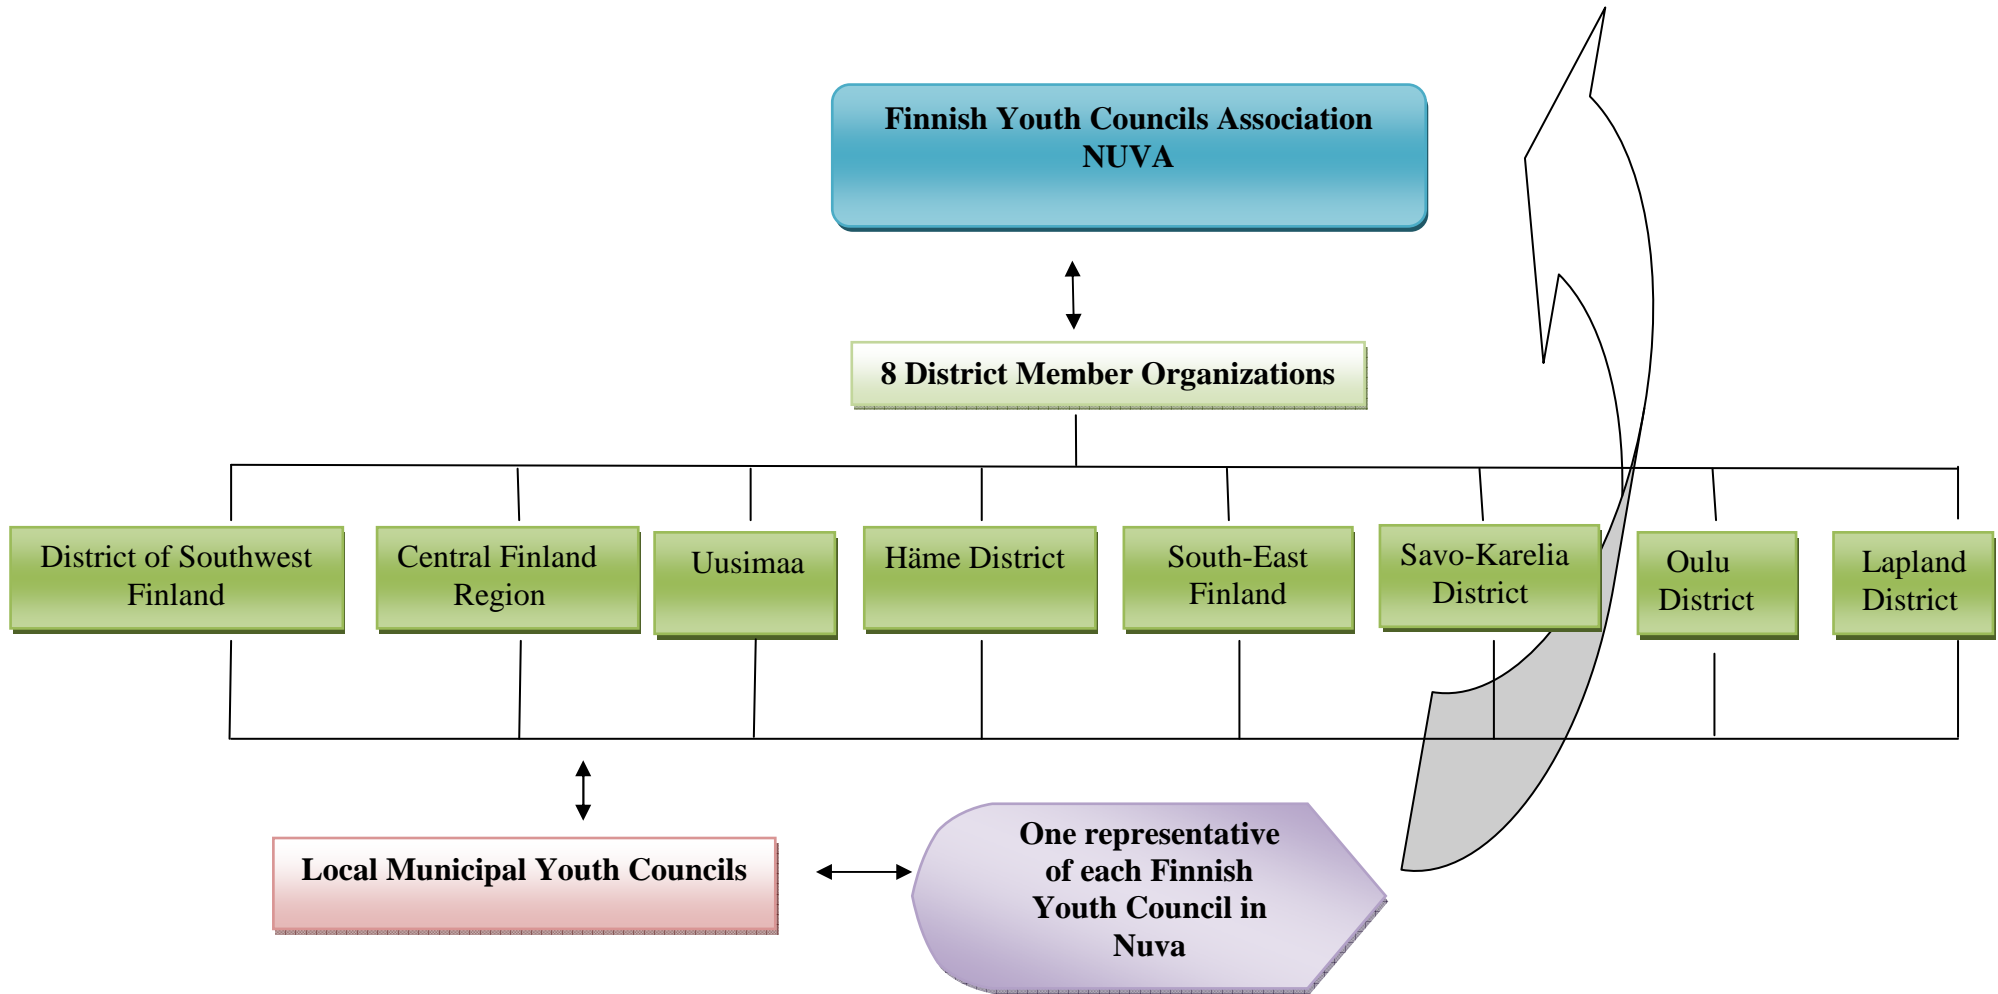 Finnish Youth Councils Association
NUVA
8 District Member Organizations
District of Southwest
Finland
Central Finland
Region
Uusimaa
Häme District
South-East
Finland
Savo-Karelia
District
Oulu
District
Lapland
District
Local Municipal Youth Councils
One representative
of each Finnish
Youth Council in
Nuva